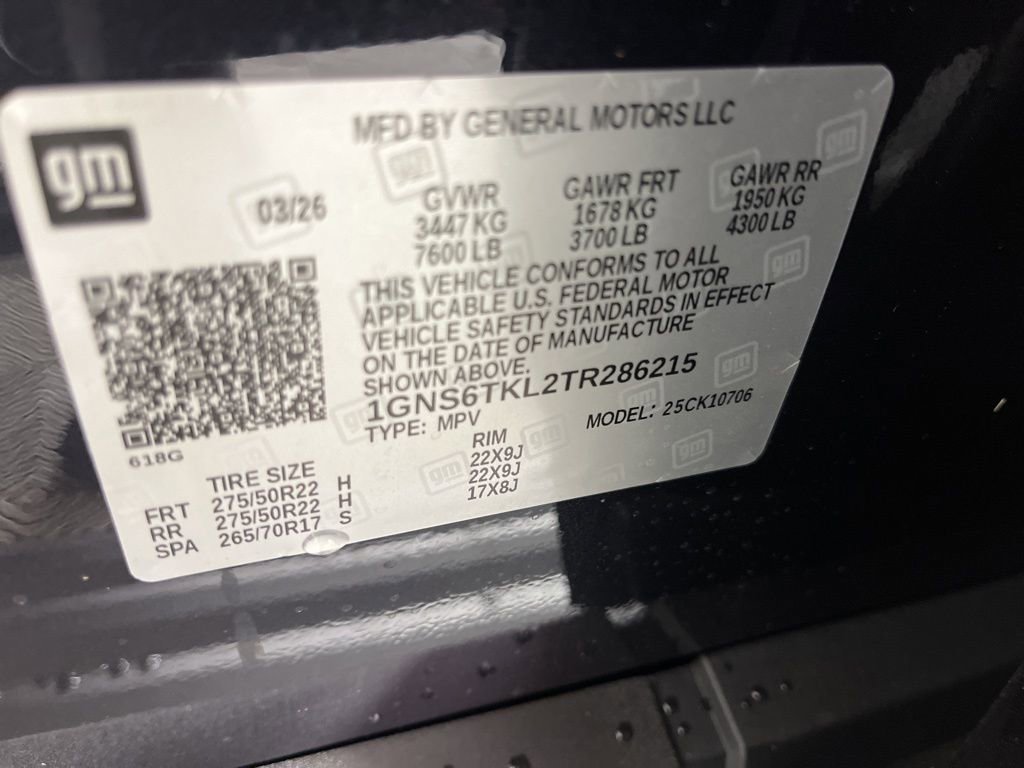 gm
MFD BY GENERAL MOTORS LLC
03/26
GVWR
3447 KG
7600 LB
GAWR FRT
1678 KG
3700 LB
GAWR RR
1950 KG
4300 LB
THIS VEHICLE CONFORMS TO ALL
APPLICABLE U.S. FEDERAL MOTOR
VEHICLE SAFETY STANDARDS IN EFFECT
ON THE DATE OF MANUFACTURE
SHOWN ABOVE.
1GNS6TKL2TR286215
TYPE: MPV MODEL: 25CK10706
618G
TIRE SIZE RIM
FRT 275/50R22 H 22X9J
RR 275/50R22 H 22X9J
SPA 265/70R17 S 17X8J